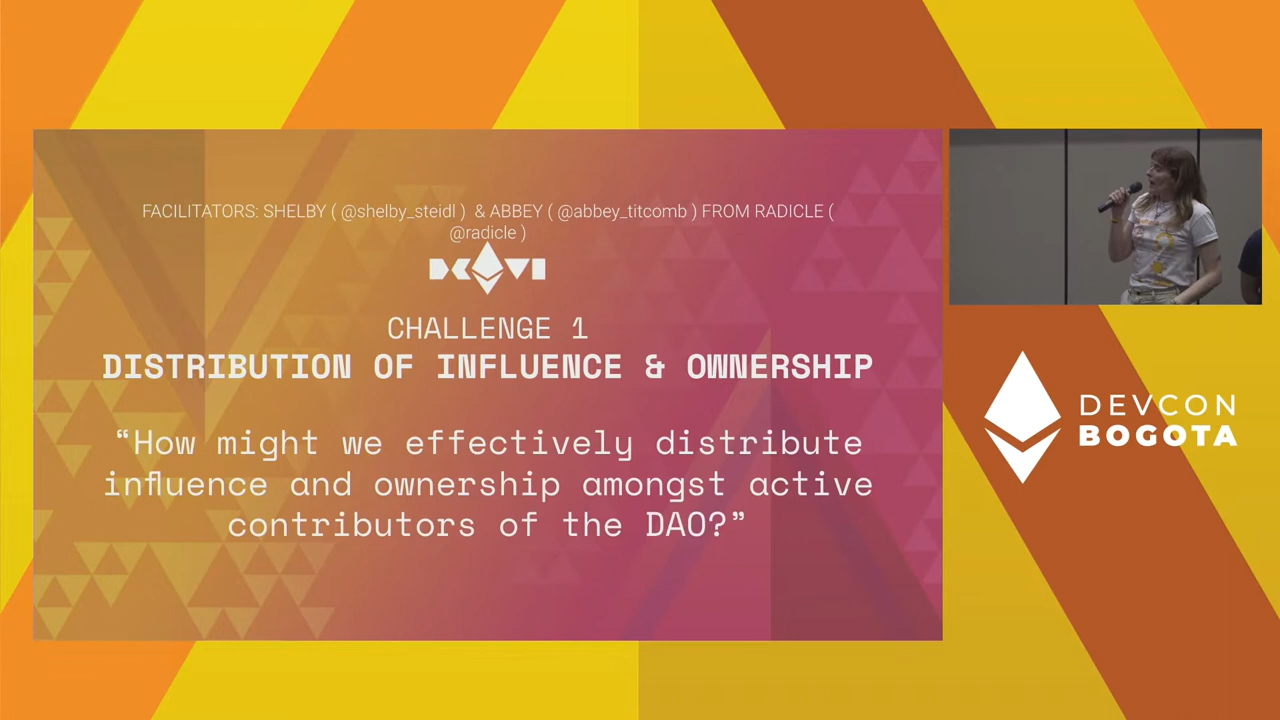 FACILITATORS: SHELBY ( @shelby_steidl ) & ABBEY ( @abbey_titcomb ) FROM RADICLE (
@radicle )
CHALLENGE 1
DISTRIBUTION OF INFLUENCE & OWNERSHIP
“How might we effectively distribute
influence and ownership amongst active
contributors of the DAO?”
DEVCON
BOGOTA